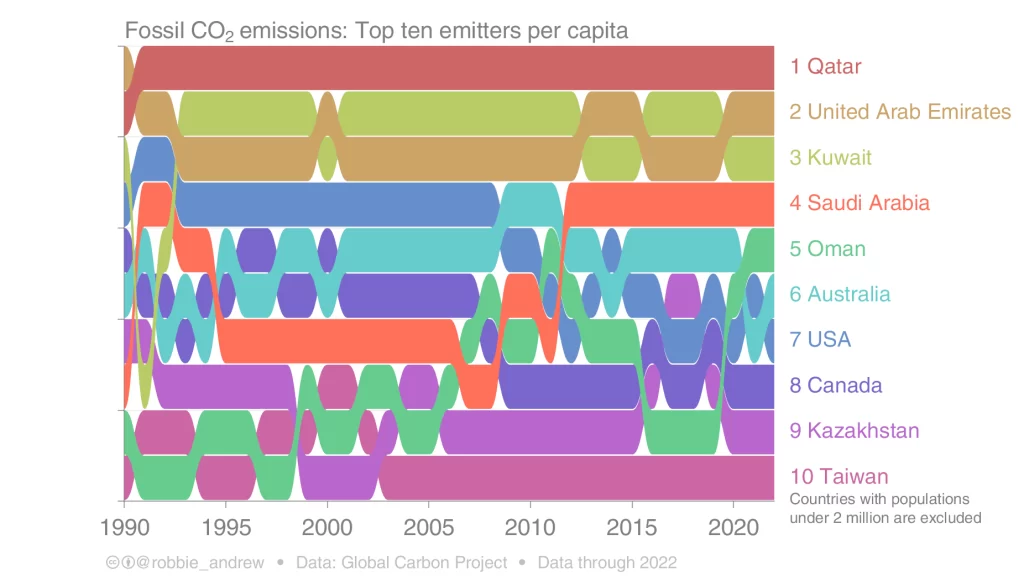 Fossil CO₂ emissions: Top ten emitters per capita
1 Qatar
2 United Arab Emirates
3 Kuwait
4 Saudi Arabia
5 Oman
6 Australia
7 USA
8 Canada
9 Kazakhstan
10 Taiwan
Countries with populations
under 2 million are excluded
1990 1995 2000 2005 2010 2015 2020
@robbie_andrew • Data: Global Carbon Project • Data through 2022